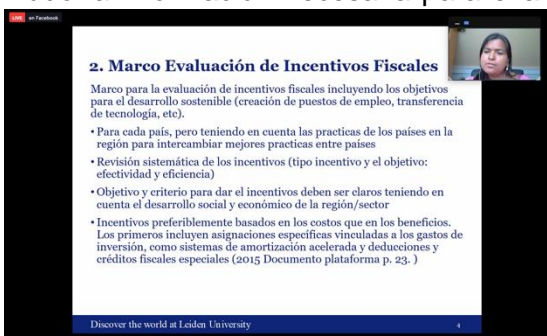 LIVE en Facebook
2. Marco Evaluación de Incentivos Fiscales
Marco para la evaluación de incentivos fiscales incluyendo los objetivos
para el desarrollo sostenible (creación de puestos de empleo, transferencia
de tecnología, etc).
• Para cada país, pero teniendo en cuenta las practicas de los países en la
región para intercambiar mejores practicas entre países
• Revisión sistemática de los incentivos (tipo incentivo y el objetivo:
efectividad y eficiencia)
• Objetivo y criterio para dar el incentivos deben ser claros teniendo en
cuenta el desarrollo social y económico de la región/sector
• Incentivos preferiblemente basados en los costos que en los beneficios.
Los primeros incluyen asignaciones específicas vinculadas a los gastos de
inversión, como sistemas de amortización acelerada y deducciones y
créditos fiscales especiales (2015 Documento plataforma p. 23. )
Discover the world at Leiden University 4